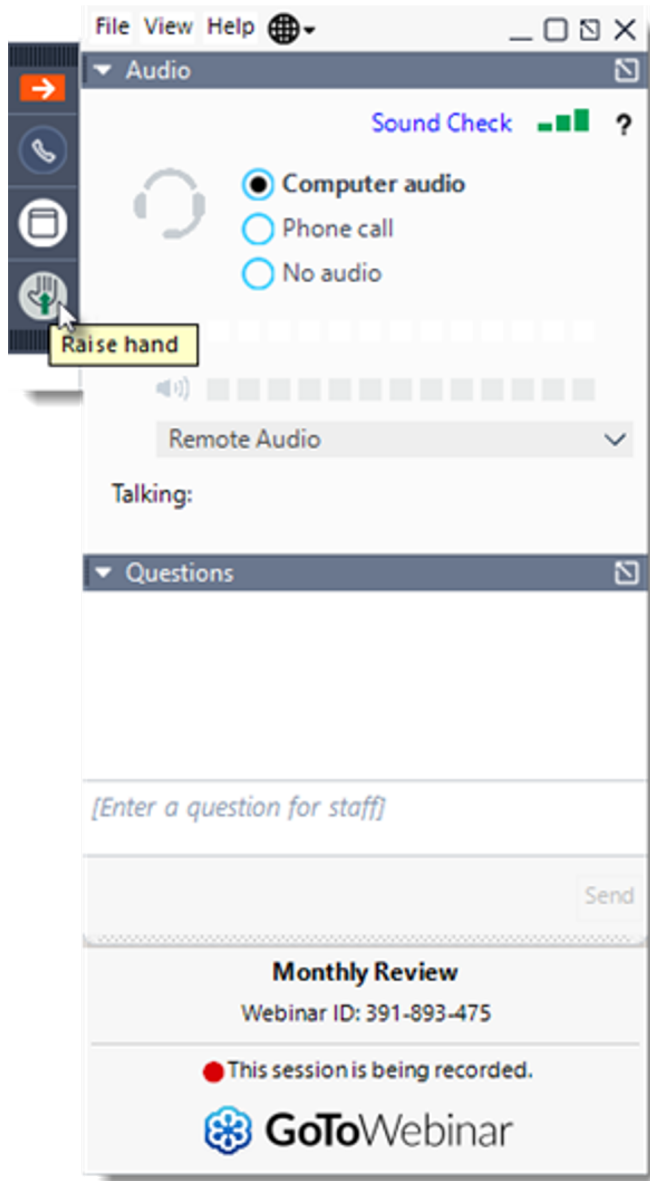 File View Help
Audio
Sound Check ?
Computer audio
Phone call
No audio
Raise hand
Remote Audio
Talking:
Questions
[Enter a question for staff]
Send
Monthly Review
Webinar ID: 391-893-475
This session is being recorded.
GoToWebinar